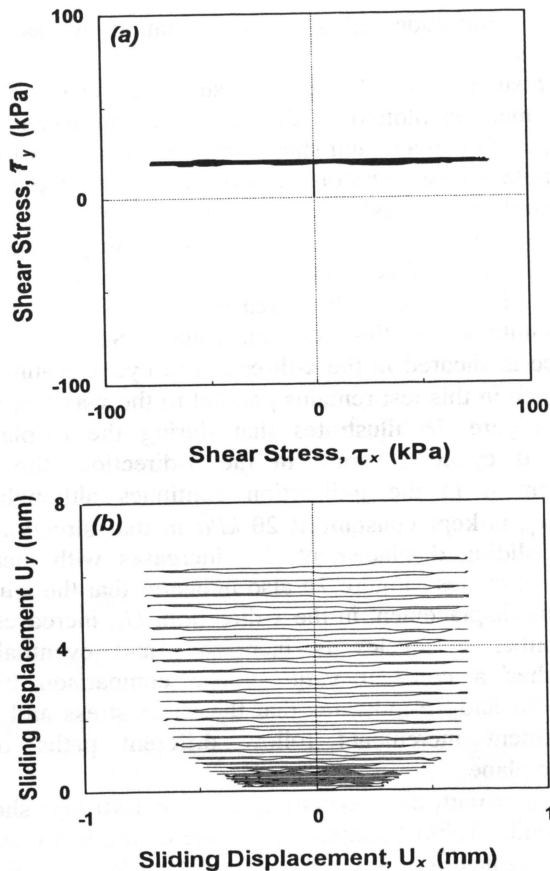 100
(a)
Shear Stress, τy (kPa)
0
-100
-100
0
100
Shear Stress, τx (kPa)
8
(b)
Sliding Displacement Uy (mm)
4
0
-1
0
1
Sliding Displacement, Ux (mm)